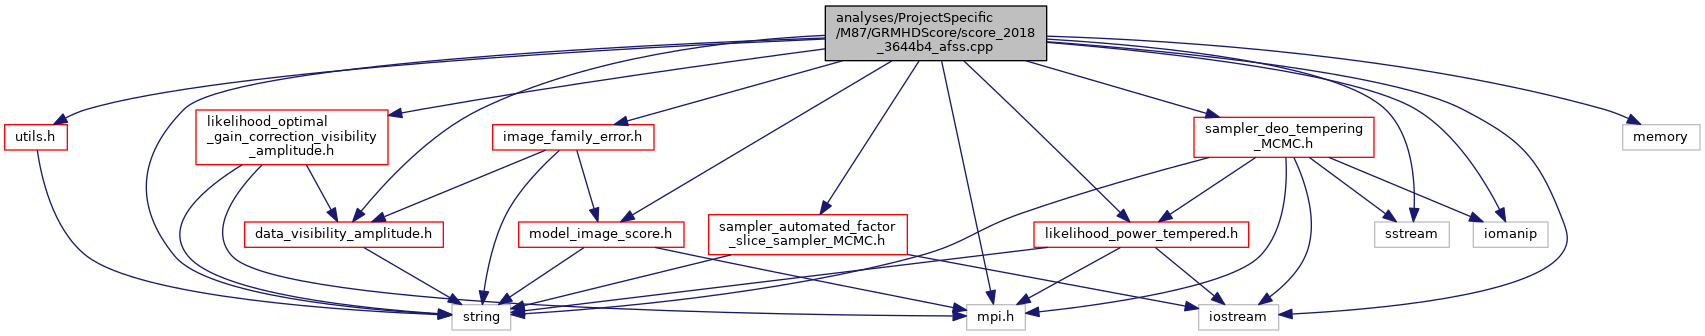 analyses/ProjectSpecific
/M87/GRMHDScore/score_2018
_3644b4_afss.cpp
utils.h
likelihood_optimal
_gain_correction_visibility
_amplitude.h
image_family_error.h
sampler_deo_tempering
_MCMC.h
memory
data_visibility_amplitude.h
model_image_score.h
sampler_automated_factor
_slice_sampler_MCMC.h
likelihood_power_tempered.h
sstream
iomanip
string
mpi.h
iostream